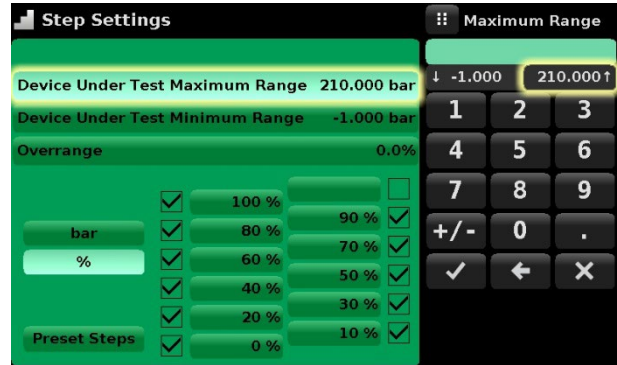 Step Settings
Device Under Test Maximum Range 210.000 bar
Device Under Test Minimum Range -1.000 bar
Overrange 0.0%
bar
%
Preset Steps
100 %
80 %
60 %
40 %
20 %
0 %
90 %
70 %
50 %
30 %
10 %
Maximum Range
↓ -1.000 210.000↑
1 2 3
4 5 6
7 8 9
+/- 0 .